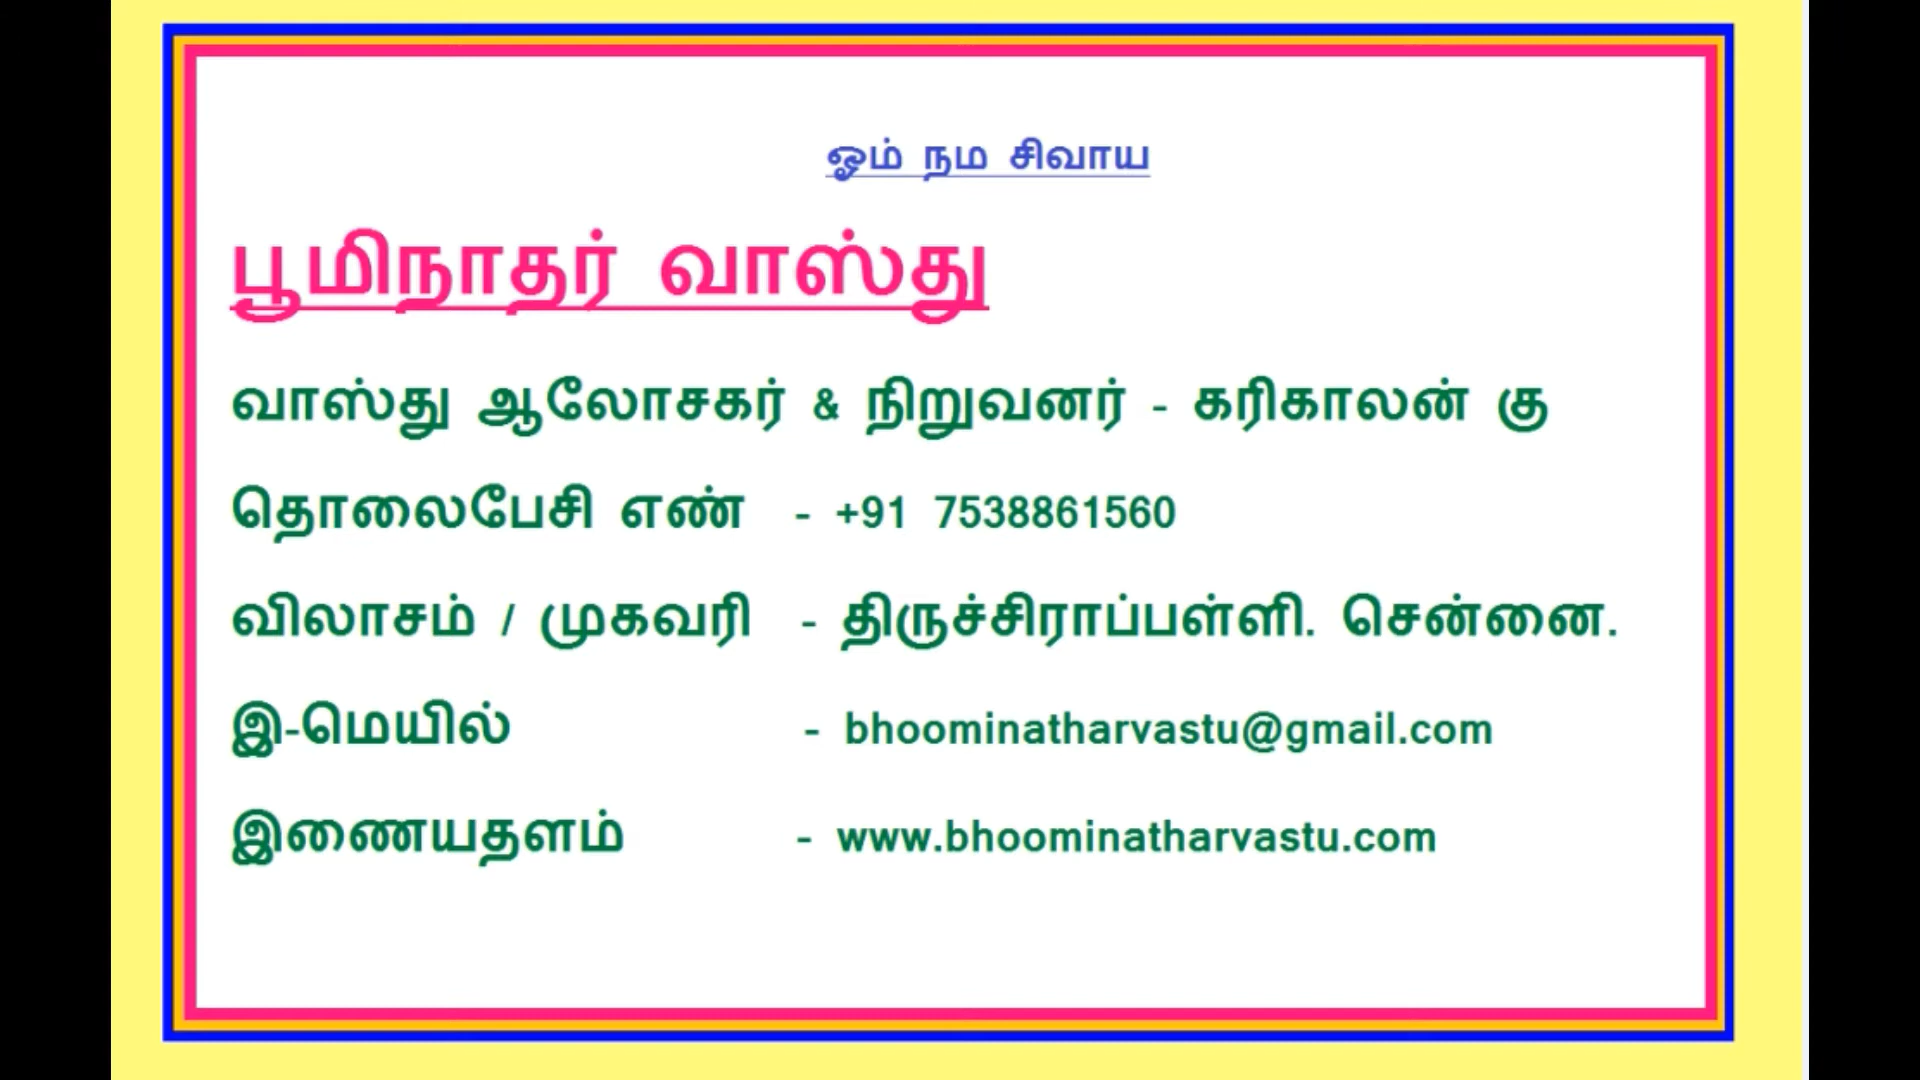 ஓம் நம சிவாய
பூமிநாதர் வாஸ்து
வாஸ்து ஆலோசகர் & நிறுவனர் - கரிகாலன் கு
தொலைபேசி எண் - +91 7538861560
விலாசம் / முகவரி - திருச்சிராப்பள்ளி. சென்னை.
இ-மெயில் - bhoominatharvastu@gmail.com
இணையதளம் - www.bhoominatharvastu.com